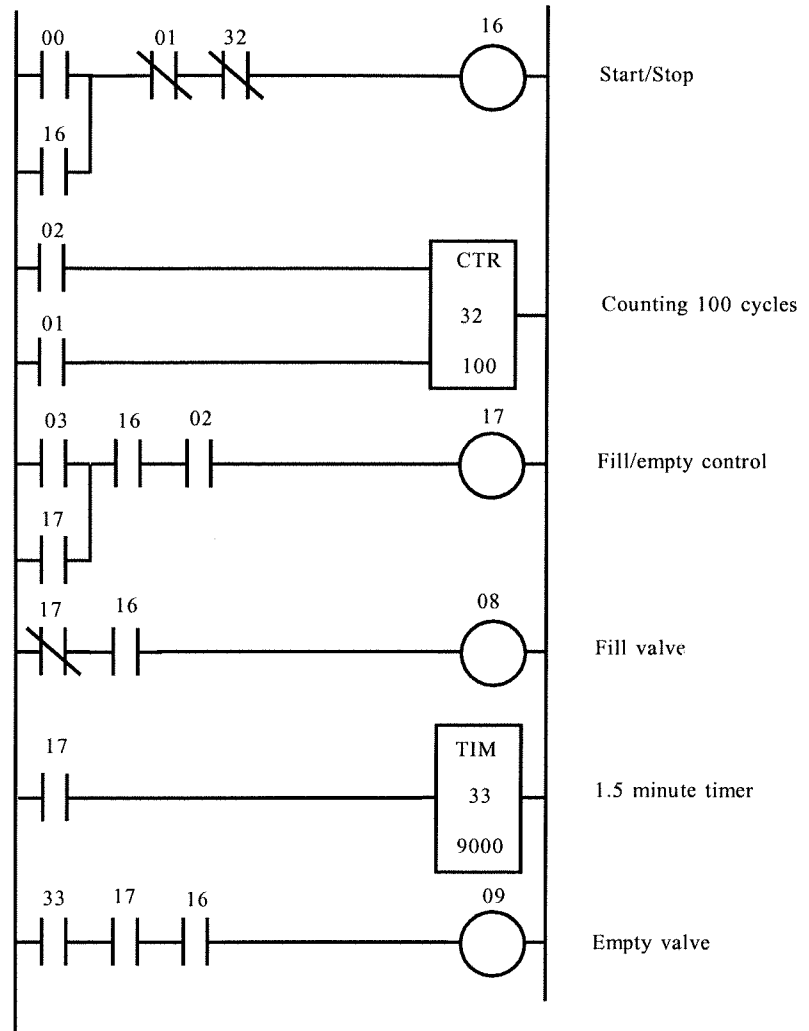 00 01 32 16
Start/Stop
16
02
CTR
32
100
Counting 100 cycles
01
03 16 02 17
Fill/empty control
17
17 16 08
Fill valve
17
TIM
33
9000
1.5 minute timer
33 17 16 09
Empty valve